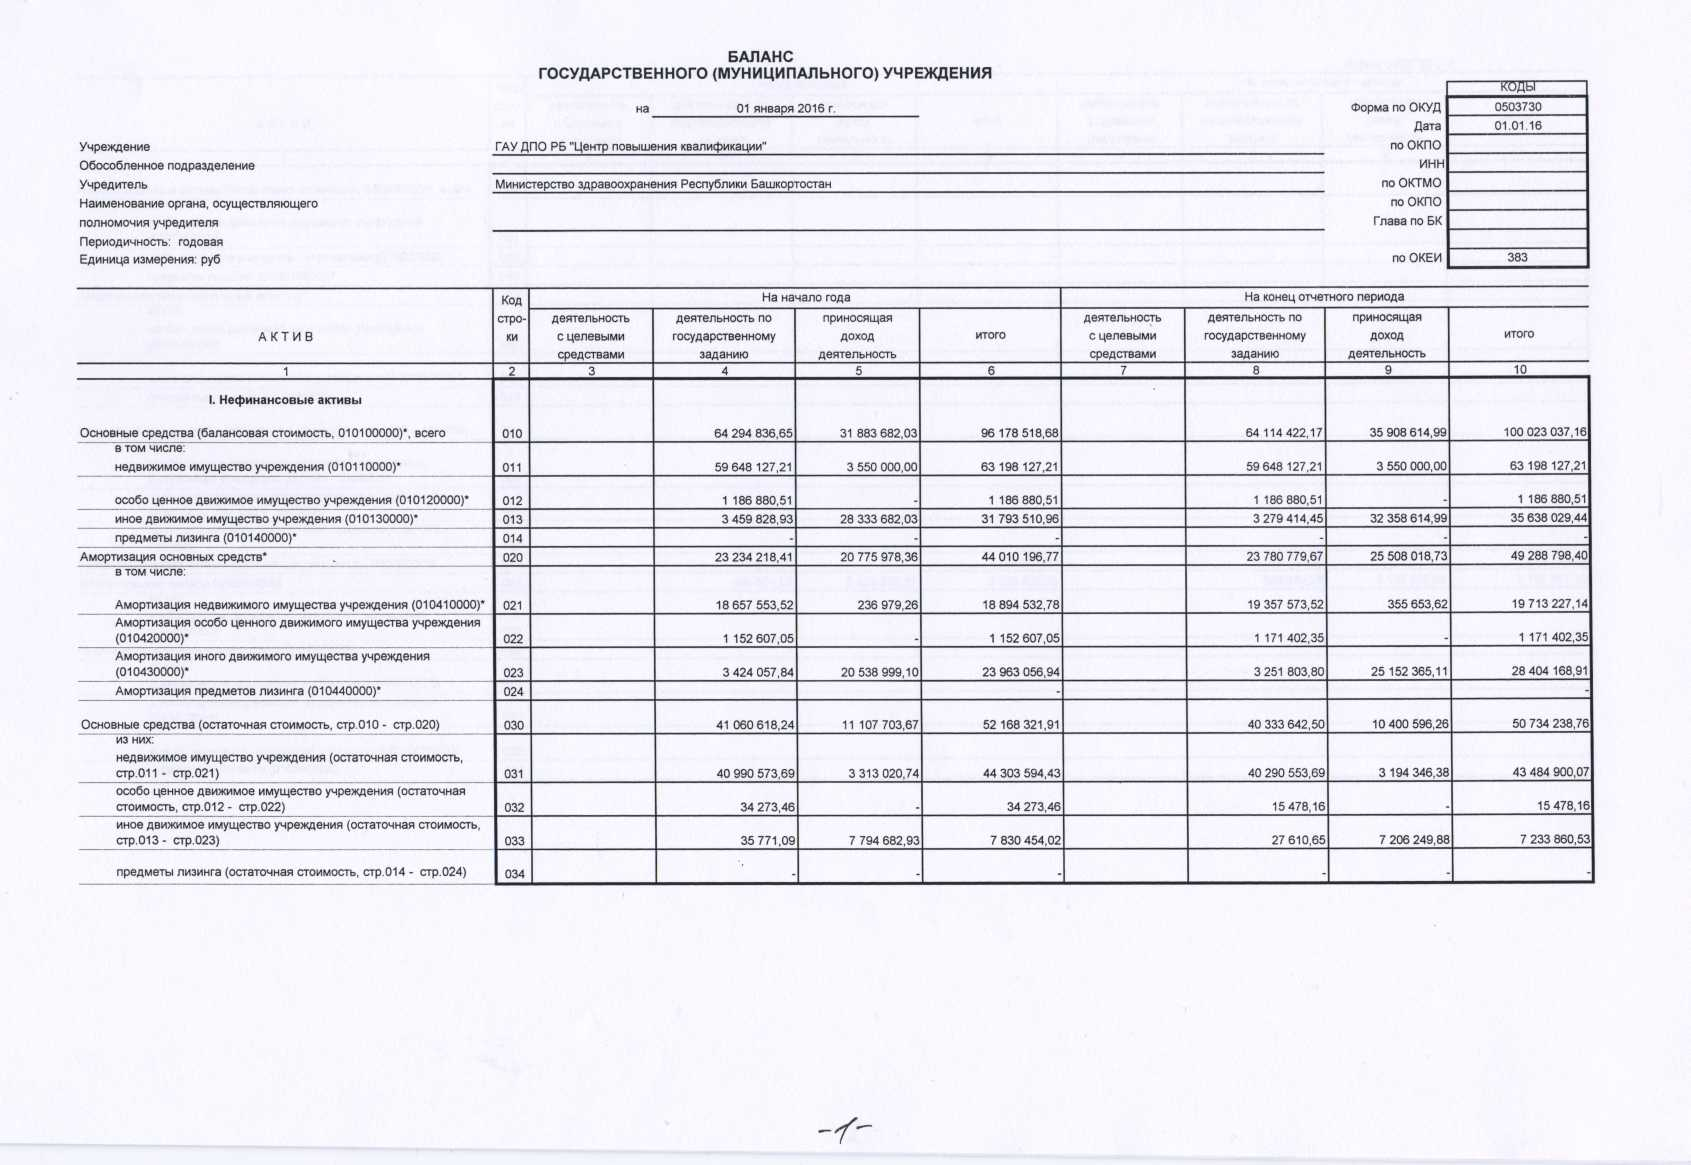 БАЛАНС
ГОСУДАРСТВЕННОГО (МУНИЦИПАЛЬНОГО) УЧРЕЖДЕНИЯ
КОДЫ
на 01 января 2016 г. Форма по ОКУД 0503730
Дата 01.01.16
Учреждение ГАУ ДПО РБ "Центр повышения квалификации" по ОКПО
Обособленное подразделение ИНН
Учредитель Министерство здравоохранения Республики Башкортостан по ОКТМО
Наименование органа, осуществляющего по ОКПО
полномочия учредителя Глава по БК
Периодичность: годовая
Единица измерения: руб по ОКЕИ 383
А К Т И В Код стро- ки На начало года На конец отчетного периода
деятельность с целевыми средствами деятельность по государственному заданию приносящая доход деятельность итого деятельность с целевыми средствами деятельность по государственному заданию приносящая доход деятельность итого
1 2 3 4 5 6 7 8 9 10
I. Нефинансовые активы
Основные средства (балансовая стоимость, 010100000)*, всего 010 64 294 836,65 31 883 682,03 96 178 518,68 64 114 422,17 35 908 614,99 100 023 037,16
в том числе:
недвижимое имущество учреждения (010110000)* 011 59 648 127,21 3 550 000,00 63 198 127,21 59 648 127,21 3 550 000,00 63 198 127,21
особо ценное движимое имущество учреждения (010120000)* 012 1 186 880,51 - 1 186 880,51 1 186 880,51 - 1 186 880,51
иное движимое имущество учреждения (010130000)* 013 3 459 828,93 28 333 682,03 31 793 510,96 3 279 414,45 32 358 614,99 35 638 029,44
предметы лизинга (010140000)* 014 - - - - - -
Амортизация основных средств* 020 23 234 218,41 20 775 978,36 44 010 196,77 23 780 779,67 25 508 018,73 49 288 798,40
в том числе:
Амортизация недвижимого имущества учреждения (010410000)* 021 18 657 553,52 236 979,26 18 894 532,78 19 357 573,52 355 653,62 19 713 227,14
Амортизация особо ценного движимого имущества учреждения
(010420000)* 022 1 152 607,05 - 1 152 607,05 1 171 402,35 - 1 171 402,35
Амортизация иного движимого имущества учреждения
(010430000)* 023 3 424 057,84 20 538 999,10 23 963 056,94 3 251 803,80 25 152 365,11 28 404 168,91
Амортизация предметов лизинга (010440000)* 024 - -
Основные средства (остаточная стоимость, стр.010 - стр.020) 030 41 060 618,24 11 107 703,67 52 168 321,91 40 333 642,50 10 400 596,26 50 734 238,76
из них:
недвижимое имущество учреждения (остаточная стоимость,
стр.011 - стр.021) 031 40 990 573,69 3 313 020,74 44 303 594,43 40 290 553,69 3 194 346,38 43 484 900,07
особо ценное движимое имущество учреждения (остаточная
стоимость, стр.012 - стр.022) 032 34 273,46 - 34 273,46 15 478,16 - 15 478,16
иное движимое имущество учреждения (остаточная стоимость,
стр.013 - стр.023) 033 35 771,09 7 794 682,93 7 830 454,02 27 610,65 7 206 249,88 7 233 860,53
предметы лизинга (остаточная стоимость, стр.014 - стр.024) 034 - - - - - -
-1-